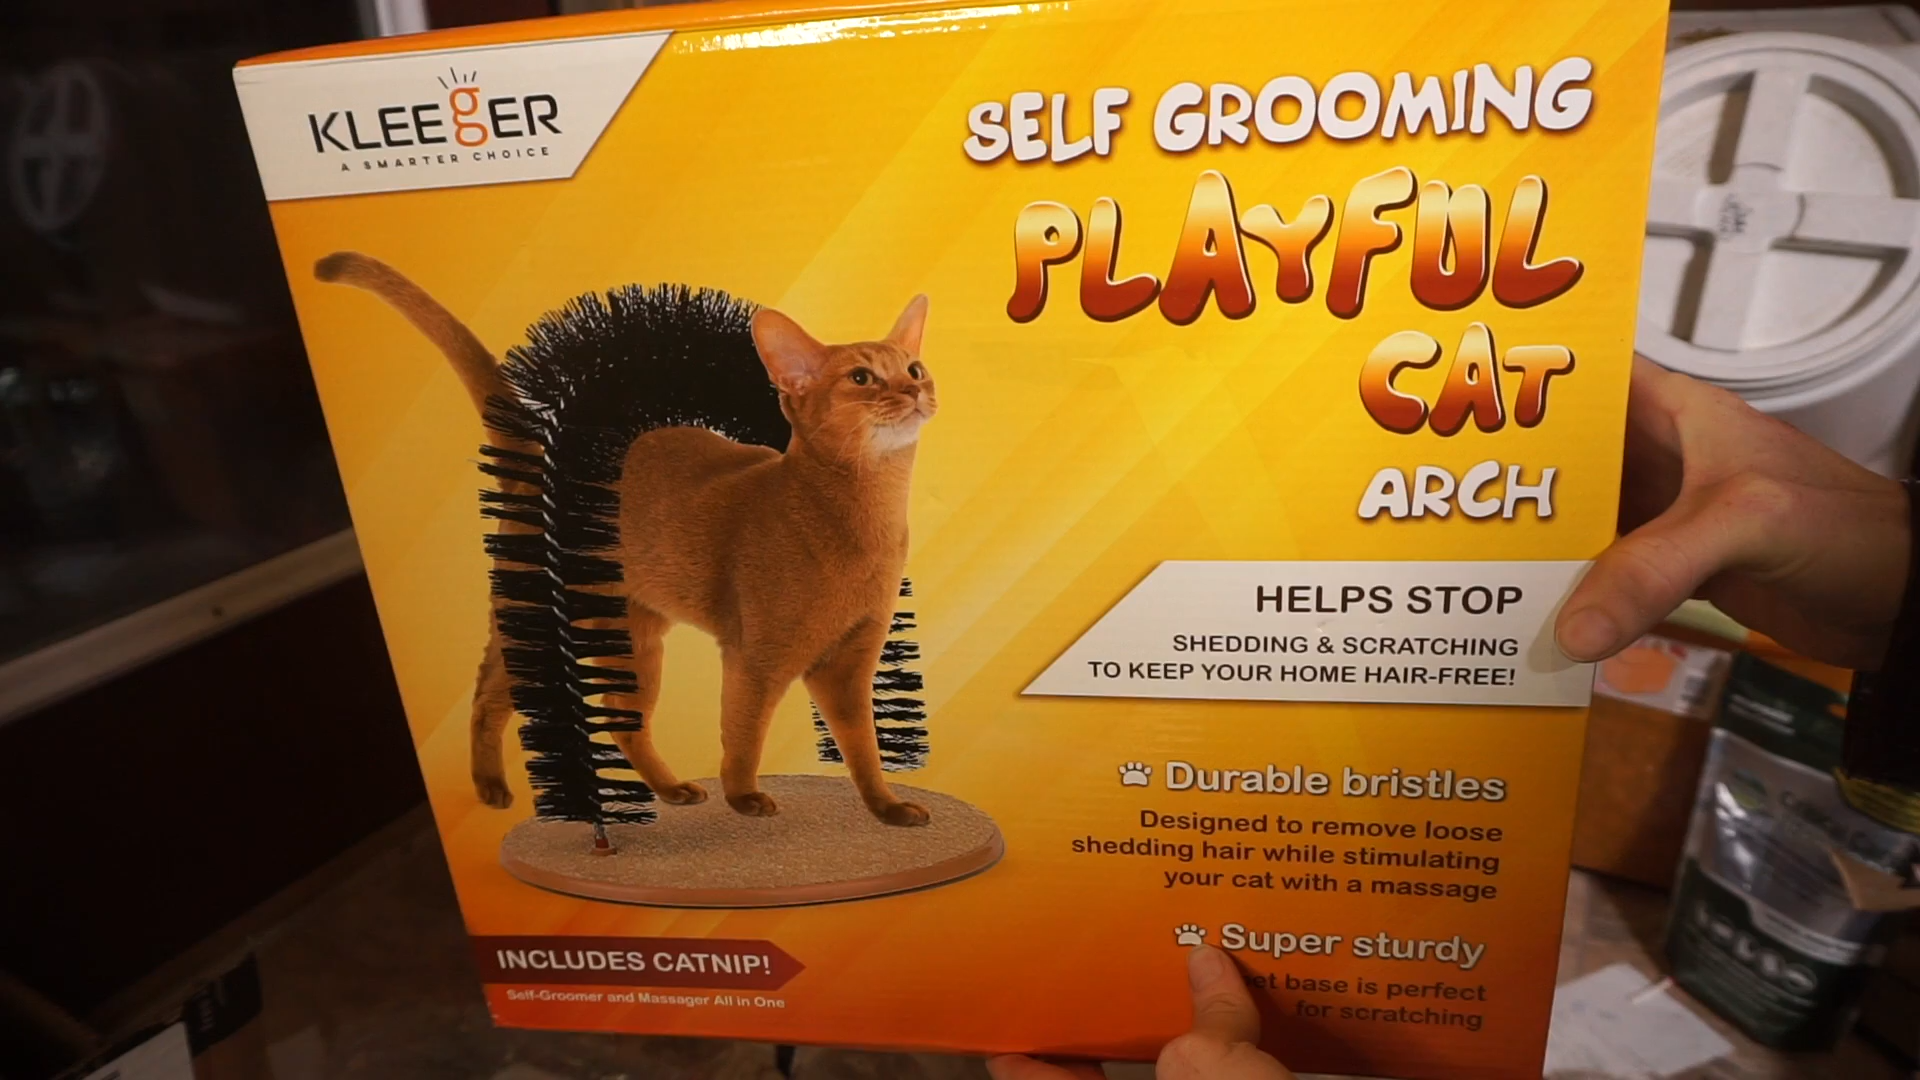 KLEEgER
A SMARTER CHOICE
SELF GROOMING
PLAYFUL
CAT
ARCH
HELPS STOP
SHEDDING & SCRATCHING
TO KEEP YOUR HOME HAIR-FREE!
Durable bristles
Designed to remove loose
shedding hair while stimulating
your cat with a massage
Super sturdy
base is perfect
for scratching
INCLUDES CATNIP!
Self-Groomer and Massager All in One